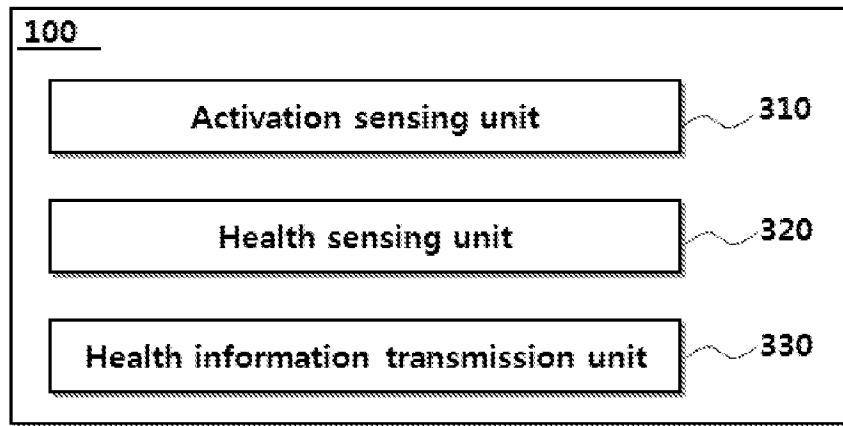 100
Activation sensing unit 310
Health sensing unit 320
Health information transmission unit 330